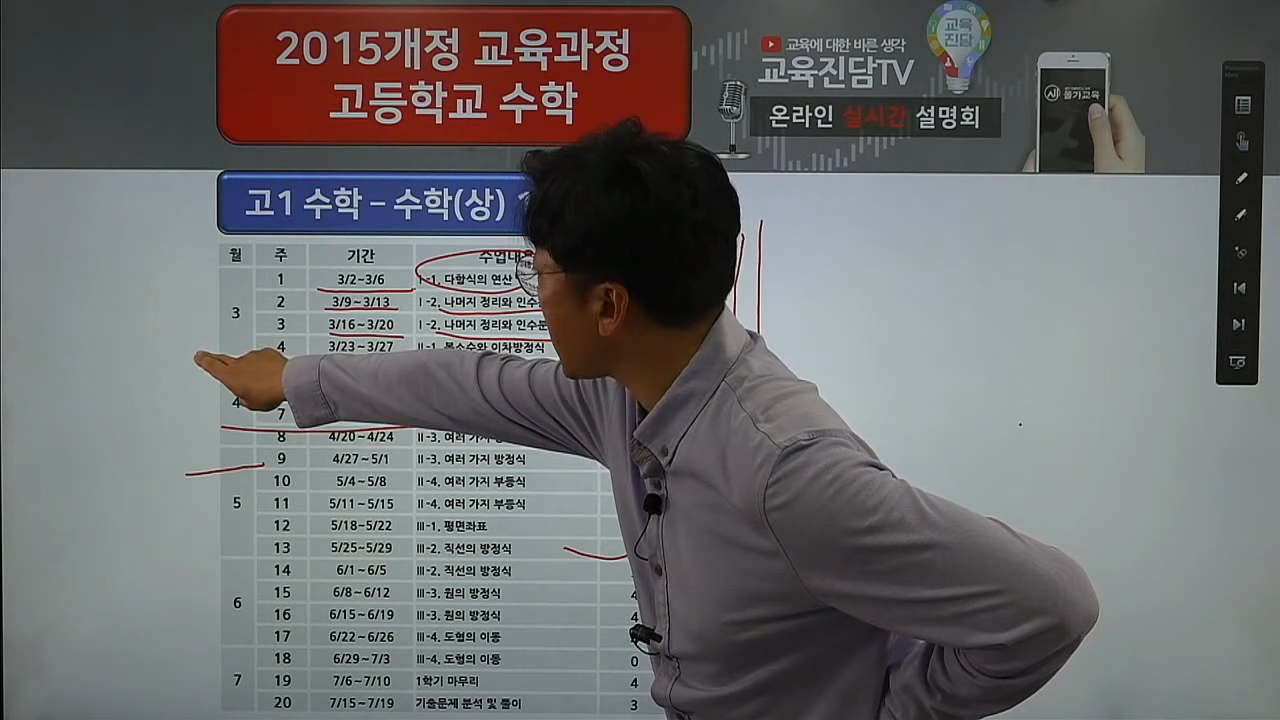 2015개정 교육과정
고등학교 수학
교육에 대한 바른 생각
교육진담TV
교육
진담
온라인 실시간 설명회
풀가교육
고1 수학 – 수학(상)
월 주 기간 수업내용
3
1 3/2~3/6 Ⅰ-1. 다항식의 연산
2 3/9~3/13 Ⅰ-2. 나머지 정리와
3 3/16~3/20 Ⅰ-2. 나머지 정리와
4 3/23~3/27 Ⅱ-1. 복소수와 이차방정식
4
7
8 4/20~4/24 Ⅱ-3. 여러
9 4/27~5/1 Ⅱ-3. 여러 가지 방정식
5
10 5/4~5/8 Ⅱ-4. 여러 가지 부등식
11 5/11~5/15 Ⅱ-4. 여러 가지 부등식
12 5/18~5/22 Ⅲ-1. 평면좌표
13 5/25~5/29 Ⅲ-2. 직선의 방정식
6
14 6/1~6/5 Ⅲ-2. 직선의 방정식
15 6/8~6/12 Ⅲ-3. 원의 방정식 4
16 6/15~6/19 Ⅲ-3. 원의 방정식 4
17 6/22~6/26 Ⅲ-4. 도형의 이동
7
18 6/29~7/3 Ⅲ-4. 도형의 이동 0
19 7/6~7/10 1학기 마무리 4
20 7/15~7/19 기출문제 분석 및 풀이 3